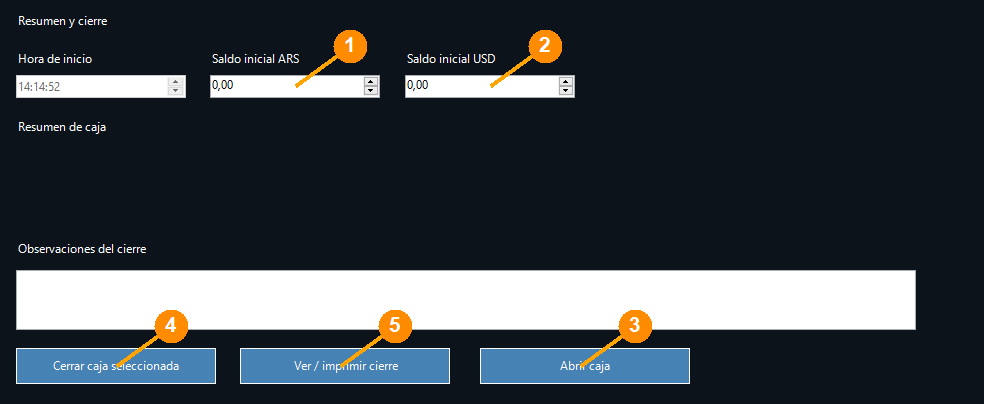 Resumen y cierre
1
2
Hora de inicio
Saldo inicial ARS
Saldo inicial USD
14:14:52
0,00
0,00
Resumen de caja
Observaciones del cierre
4
5
3
Cerrar caja seleccionada
Ver / imprimir cierre
Abrir caja